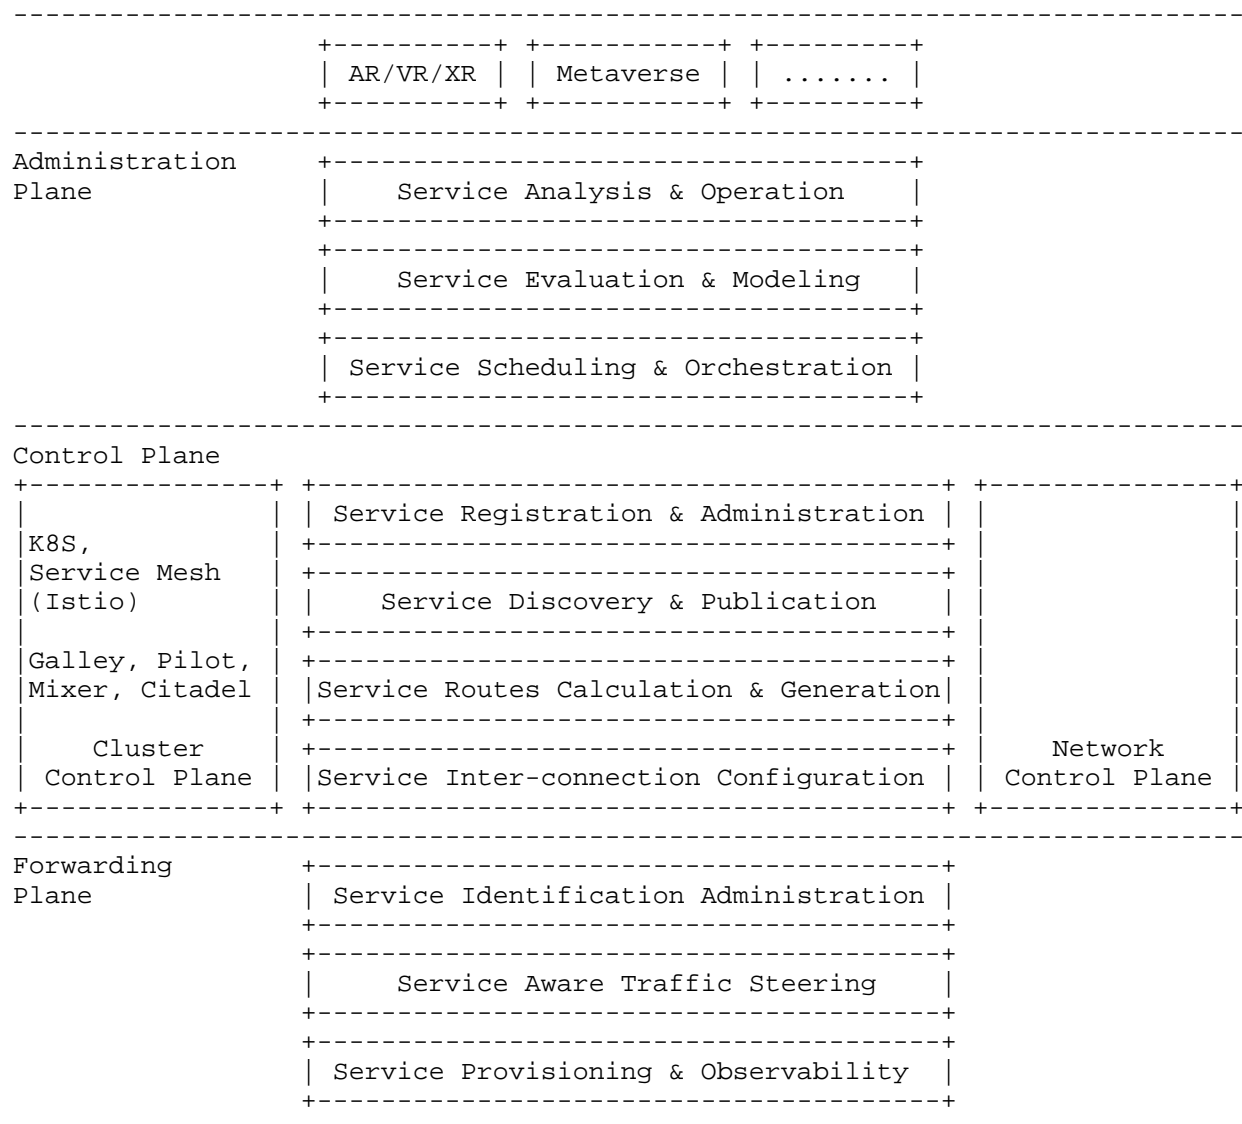 AR/VR/XR Metaverse .......
Administration
Plane
Service Analysis & Operation
Service Evaluation & Modeling
Service Scheduling & Orchestration
Control Plane
Service Registration & Administration
K8S,
Service Mesh
(Istio)
Service Discovery & Publication
Galley, Pilot,
Mixer, Citadel
Service Routes Calculation & Generation
Cluster
Control Plane
Service Inter-connection Configuration
Network
Control Plane
Forwarding
Plane
Service Identification Administration
Service Aware Traffic Steering
Service Provisioning & Observability